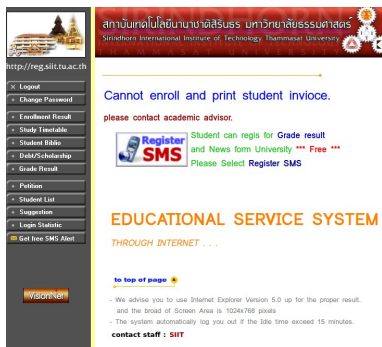 สถาบันเทคโนโลยีนานาชาติสิรินธร มหาวิทยาลัยธรรมศาสตร์
Sirindhorn International Institute of Technology Thammasat University
http://reg.siit.tu.ac.th
Logout
Change Password
Enrollment Result
Study Timetable
Student Biblio
Debt/Scholarship
Grade Result
Petition
Student List
Suggestion
Login Statistic
Get free SMS Alert
VisionNet
Cannot enroll and print student invioce.
please contact academic advisor.
Register
SMS
Student can regis for Grade result
and News form University *** Free ***
Please Select Register SMS
EDUCATIONAL SERVICE SYSTEM
THROUGH INTERNET . . .
to top of page
- We advise you to use Internet Explorer Version 5.0 up for the proper result.
and the broad of Screen Area is 1024x768 pixels
- The system automatically log you out if the Idle time exceed 15 minutes.
contact staff : SIIT